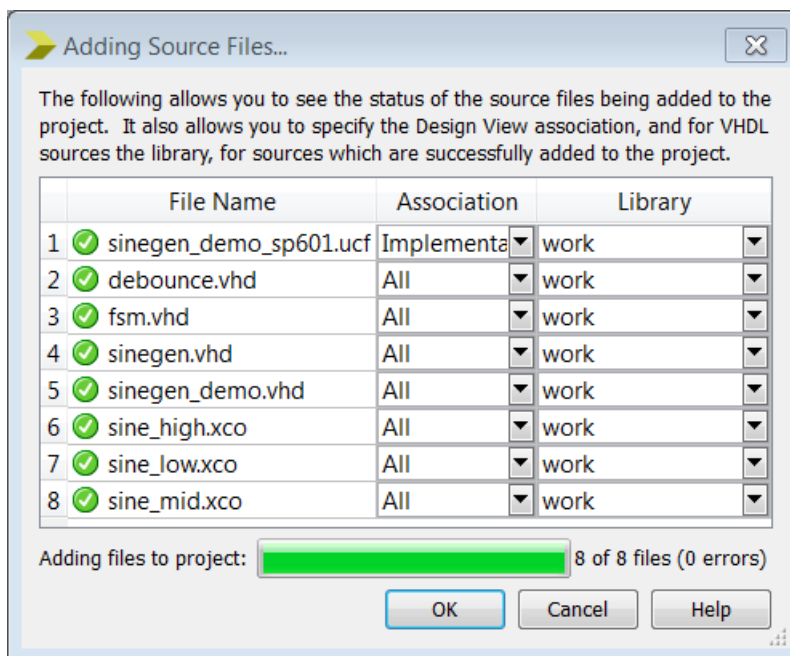 Adding Source Files...
The following allows you to see the status of the source files being added to the
project.  It also allows you to specify the Design View association, and for VHDL
sources the library, for sources which are successfully added to the project.
File Name Association Library
1 sinegen_demo_sp601.ucf Implementa work
2 debounce.vhd All work
3 fsm.vhd All work
4 sinegen.vhd All work
5 sinegen_demo.vhd All work
6 sine_high.xco All work
7 sine_low.xco All work
8 sine_mid.xco All work
Adding files to project: 8 of 8 files (0 errors)
OK Cancel Help